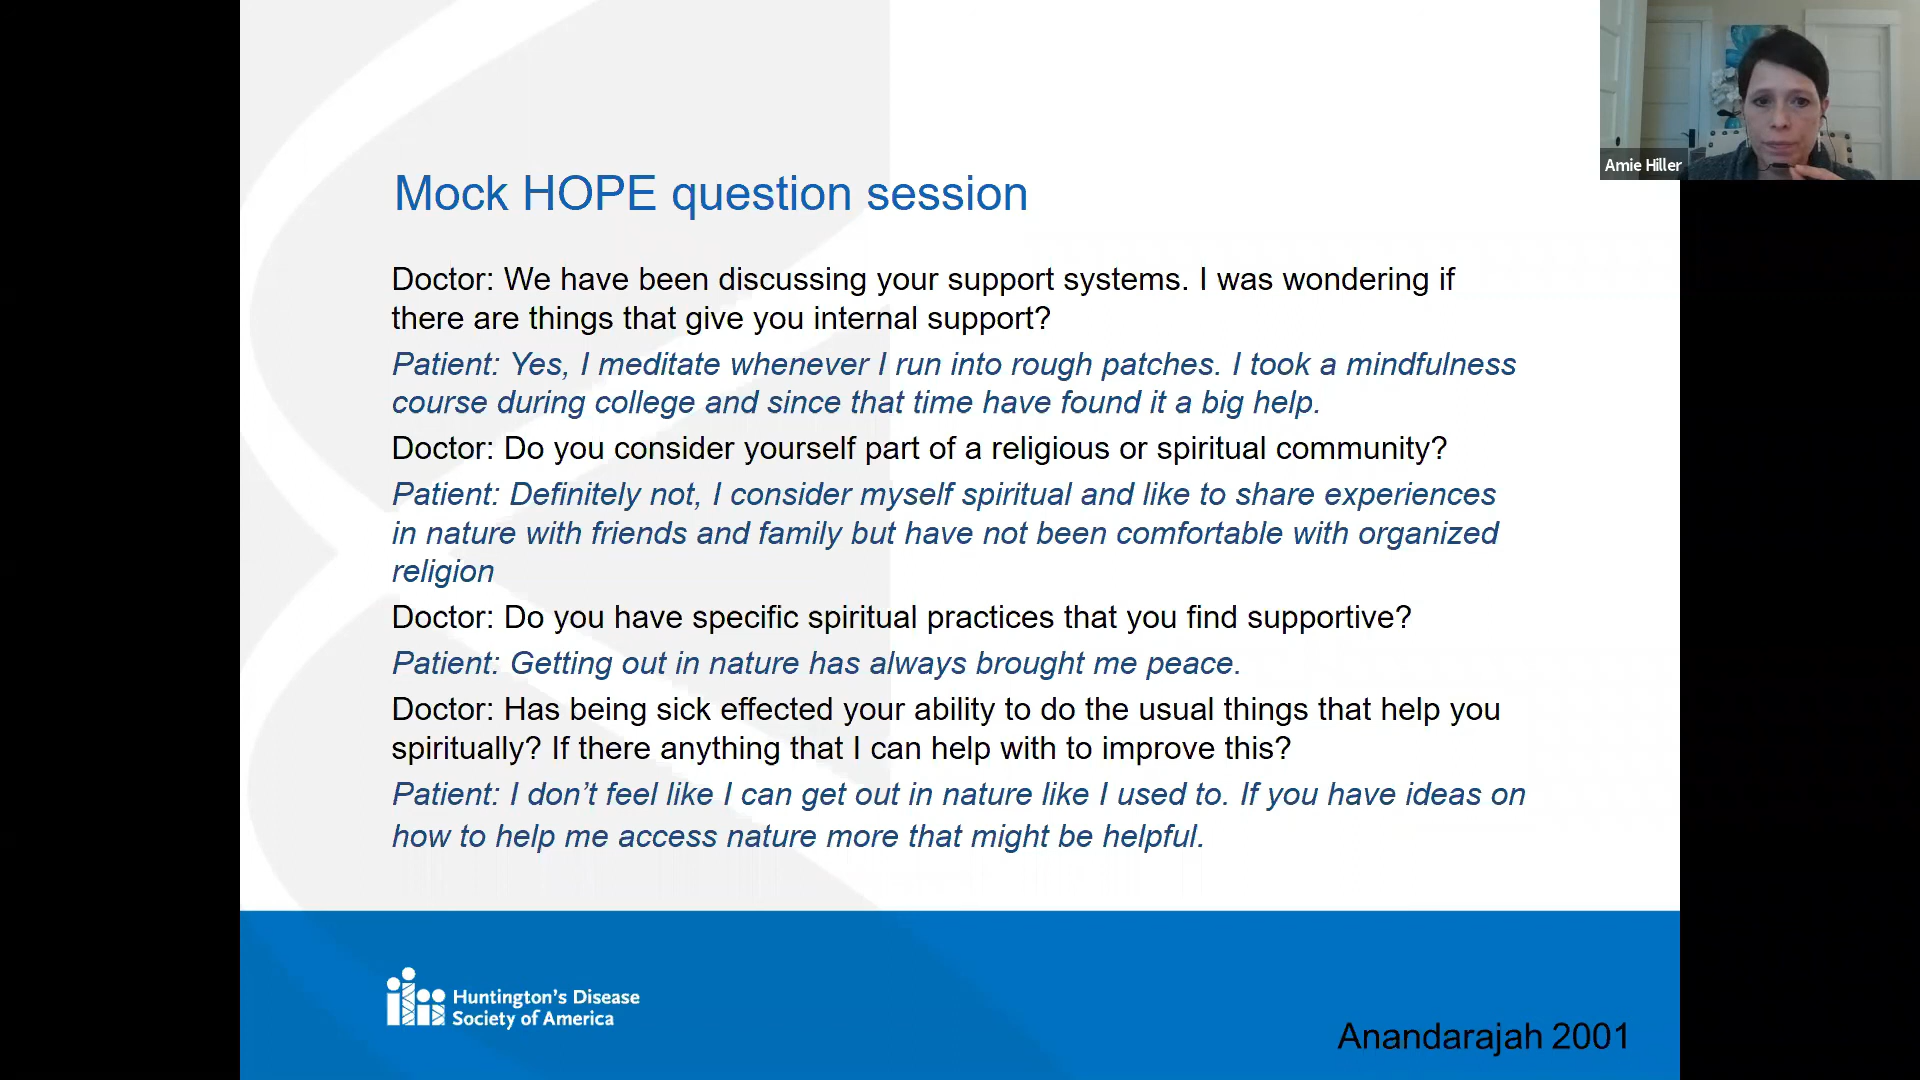 Amie Hiller
Mock HOPE question session
Doctor: We have been discussing your support systems. I was wondering if
there are things that give you internal support?
Patient: Yes, I meditate whenever I run into rough patches. I took a mindfulness
course during college and since that time have found it a big help.
Doctor: Do you consider yourself part of a religious or spiritual community?
Patient: Definitely not, I consider myself spiritual and like to share experiences
in nature with friends and family but have not been comfortable with organized
religion
Doctor: Do you have specific spiritual practices that you find supportive?
Patient: Getting out in nature has always brought me peace.
Doctor: Has being sick effected your ability to do the usual things that help you
spiritually? If there anything that I can help with to improve this?
Patient: I don’t feel like I can get out in nature like I used to. If you have ideas on
how to help me access nature more that might be helpful.
Huntington’s Disease
Society of America
Anandarajah 2001